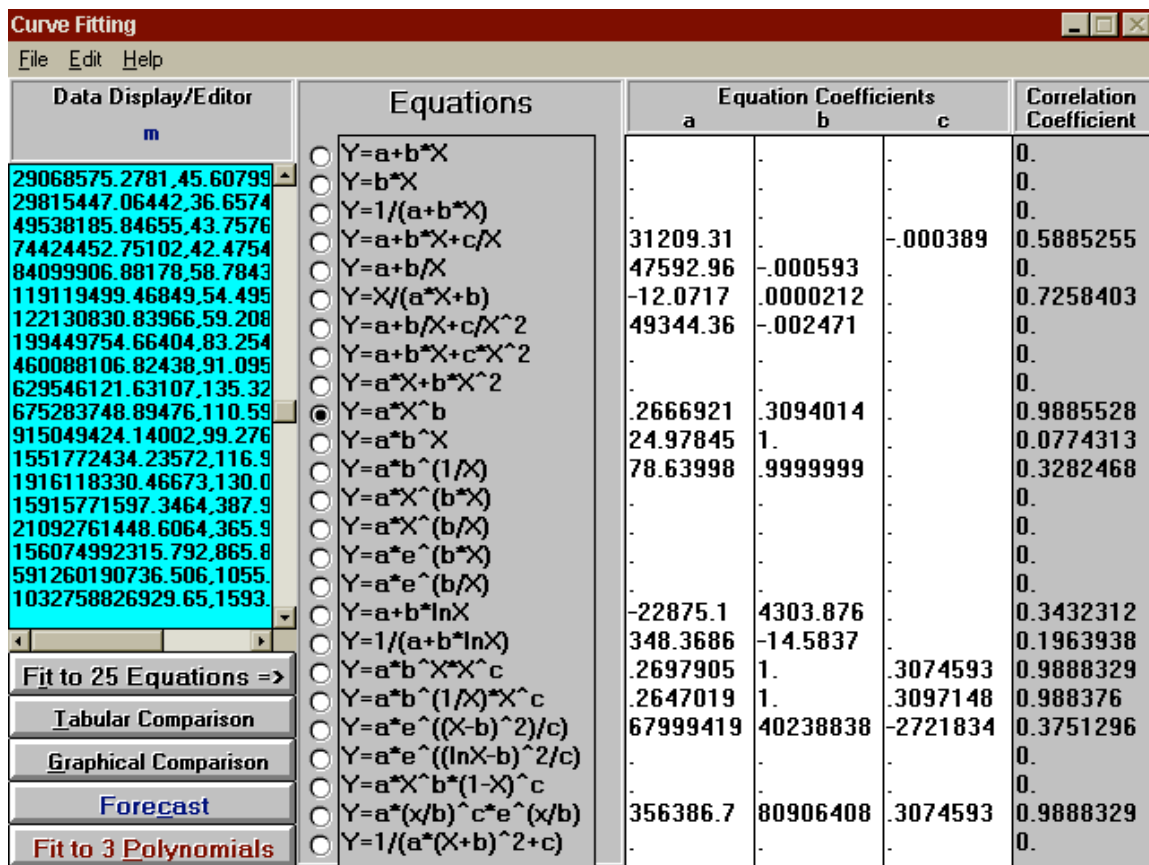 Curve Fitting
File Edit Help
Data Display/Editor
m
29068575.2781,45.60799
29815447.06442,36.6574
49538185.84655,43.7576
74424452.75102,42.4754
84099906.88178,58.7843
119119499.46849,54.495
122130830.83966,59.208
199449754.66404,83.254
460088106.82438,91.095
629546121.63107,135.32
675283748.89476,110.59
915049424.14002,99.276
1551772434.23572,116.9
1916118330.46673,130.0
15915771597.3464,387.9
21092761448.6064,365.9
156074992315.792,865.8
591260190736.506,1055.
1032758826929.65,1593.
Fit to 25 Equations =>
Tabular Comparison
Graphical Comparison
Forecast
Fit to 3 Polynomials
Equations
Equation Coefficients
a b c
Correlation
Coefficient
Y=a+b*X . . . 0.
Y=b*X . . . 0.
Y=1/(a+b*X) . . . 0.
Y=a+b*X+c/X 31209.31 . -.000389 0.5885255
Y=a+b/X 47592.96 -.000593 . 0.
Y=X/(a*X+b) -12.0717 .0000212 . 0.7258403
Y=a+b/X+c/X^2 49344.36 -.002471 . 0.
Y=a+b*X+c*X^2 . . . 0.
Y=a*X+b*X^2 . . . 0.
Y=a*X^b .2666921 .3094014 . 0.9885528
Y=a*b^X 24.97845 1. . 0.0774313
Y=a*b^(1/X) 78.63998 .9999999 . 0.3282468
Y=a*X^(b*X) . . . 0.
Y=a*X^(b/X) . . . 0.
Y=a*e^(b*X) . . . 0.
Y=a*e^(b/X) . . . 0.
Y=a+b*lnX -22875.1 4303.876 . 0.3432312
Y=1/(a+b*lnX) 348.3686 -14.5837 . 0.1963938
Y=a*b^X*X^c .2697905 1. .3074593 0.9888329
Y=a*b^(1/X)*X^c .2647019 1. .3097148 0.988376
Y=a*e^((X-b)^2)/c) 67999419 40238838 -2721834 0.3751296
Y=a*e^((lnX-b)^2/c) . . . 0.
Y=a*X^b*(1-X)^c . . . 0.
Y=a*(x/b)^c*e^(x/b) 356386.7 80906408 .3074593 0.9888329
Y=1/(a*(X+b)^2+c) . . . 0.